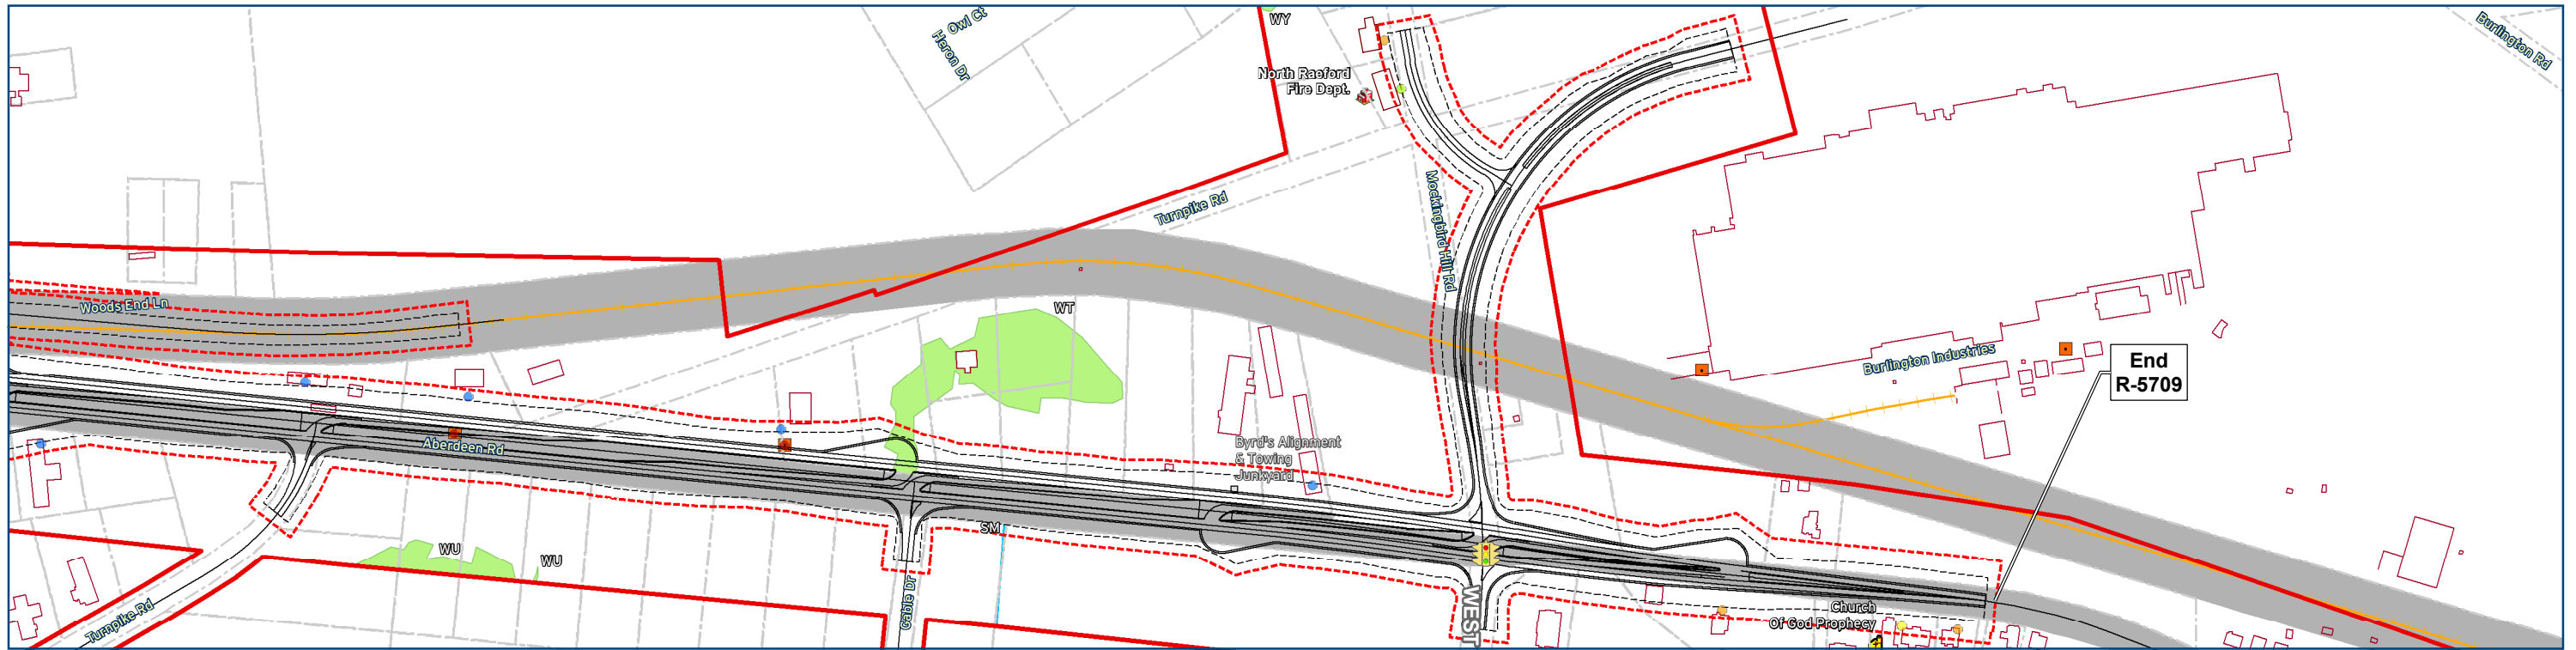 Owl Ct
Heron Dr
WY
North Raeford
Fire Dept.
Burlington Rd
Turnpike Rd
Mockingbird Hill Rd
Woods End Ln
WT
Burlington Industries
End
R-5709
Aberdeen Rd
Byrd's Alignment
& Towing
Junkyard
SM
WU
WU
Gable Dr
Turnpike Rd
WEST
Church
Of God Prophecy